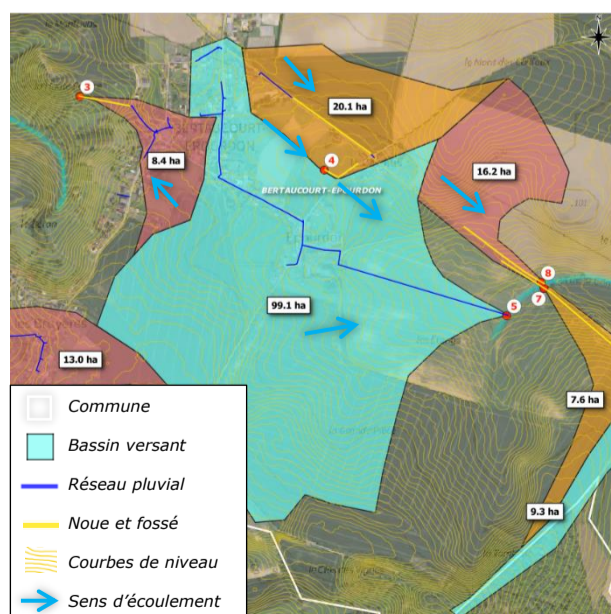 3
20.1 ha
8.4 ha
4
16.2 ha
BERTAUCOURT-EPOURDON
8
7
5
99.1 ha
13.0 ha
7.6 ha
9.3 ha
Commune
Bassin versant
Réseau pluvial
Noue et fossé
Courbes de niveau
Sens d'écoulement